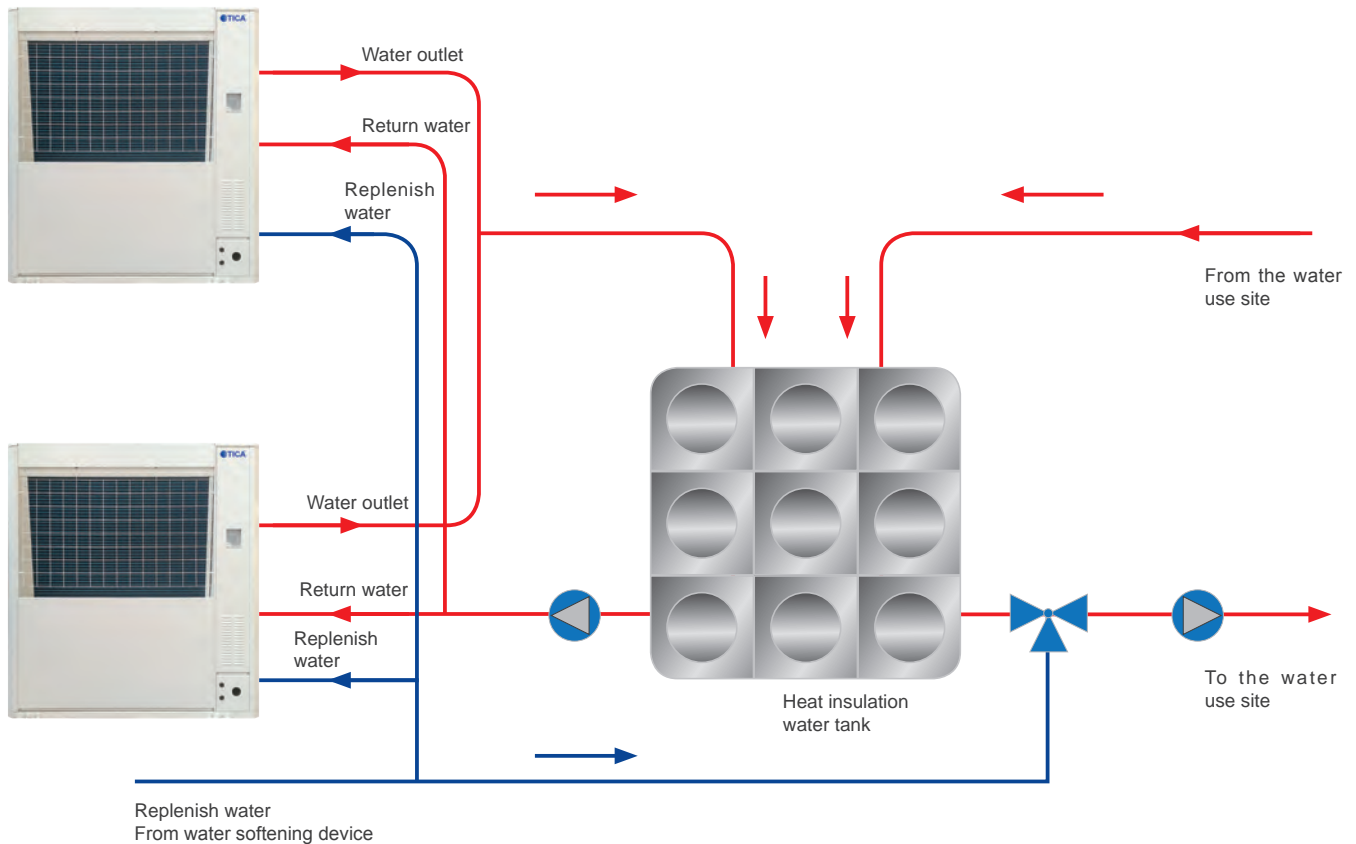 TICA
Water outlet
Return water
Replenish
water
From the water
use site
TICA
Water outlet
Return water
Replenish
water
Heat insulation
water tank
To the water
use site
Replenish water
From water softening device